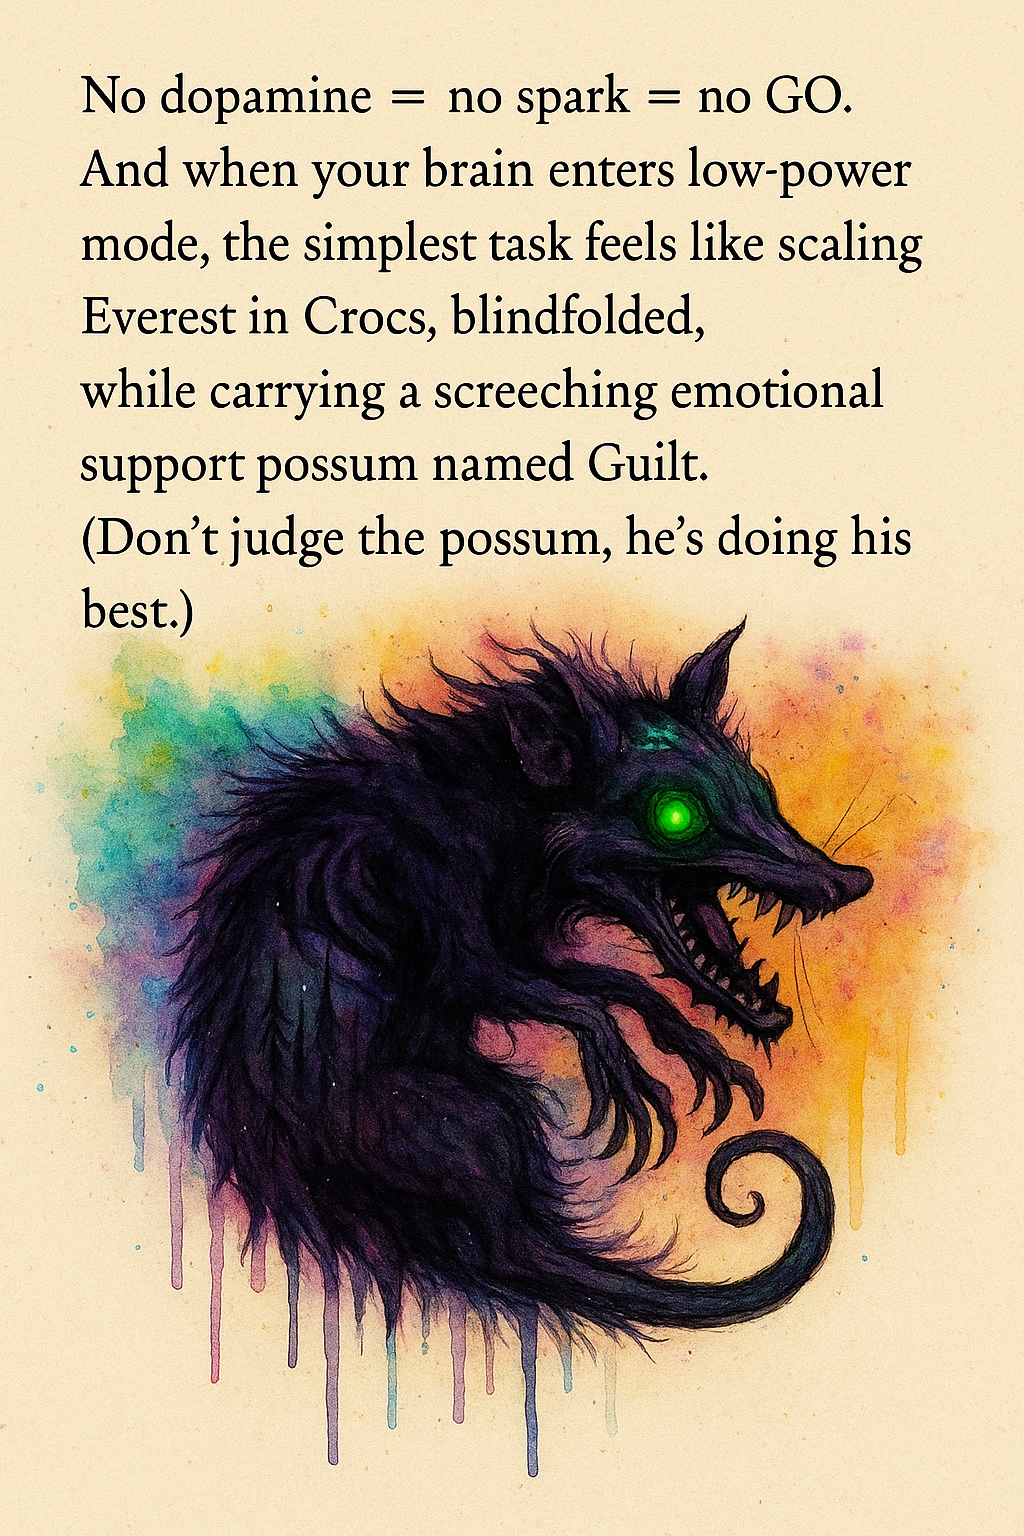 No dopamine = no spark = no GO.
And when your brain enters low-power
mode, the simplest task feels like scaling
Everest in Crocs, blindfolded,
while carrying a screeching emotional
support possum named Guilt.
(Don’t judge the possum, he’s doing his
best.)